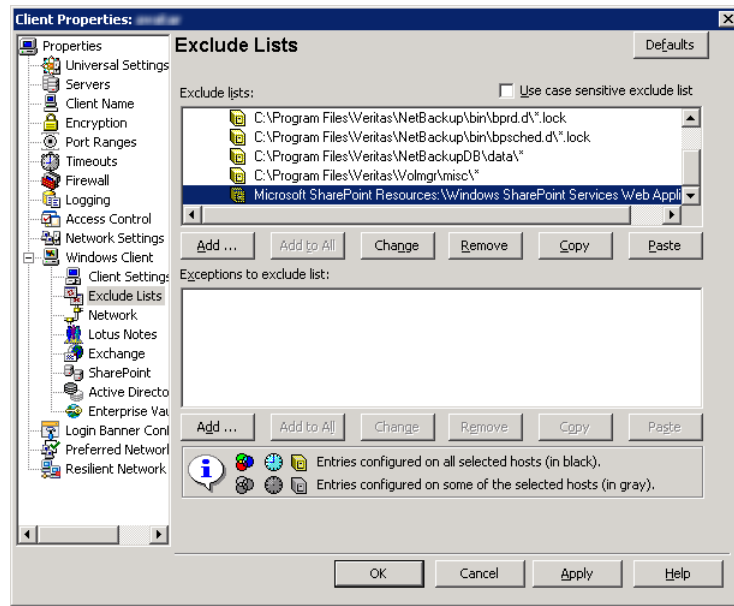 Client Properties:
Properties
Universal Settings
Servers
Client Name
Encryption
Port Ranges
Timeouts
Firewall
Logging
Access Control
Network Settings
Windows Client
Client Settings
Exclude Lists
Network
Lotus Notes
Exchange
SharePoint
Active Directo
Enterprise Vau
Login Banner Conf
Preferred Network
Resilient Network
Exclude Lists
Defaults
Exclude lists:
Use case sensitive exclude list
C:\Program Files\Veritas\NetBackup\bin\bprd.d\*.lock
C:\Program Files\Veritas\NetBackup\bin\bpsched.d\*.lock
C:\Program Files\Veritas\NetBackupDB\data\*
C:\Program Files\Veritas\Volmgr\misc\*
Microsoft SharePoint Resources:\Windows SharePoint Services Web Appli
Add ... Add to All Change Remove Copy Paste
Exceptions to exclude list:
Add ... Add to All Change Remove Copy Paste
Entries configured on all selected hosts (in black).
Entries configured on some of the selected hosts (in gray).
OK Cancel Apply Help